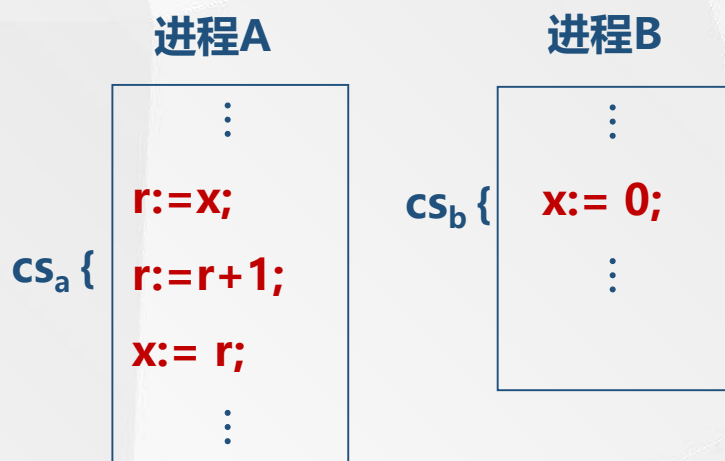 进程A
进程B
⋮
⋮
r:=x;
x:= 0;
cs_b {
cs_a {
r:=r+1;
⋮
x:= r;
⋮